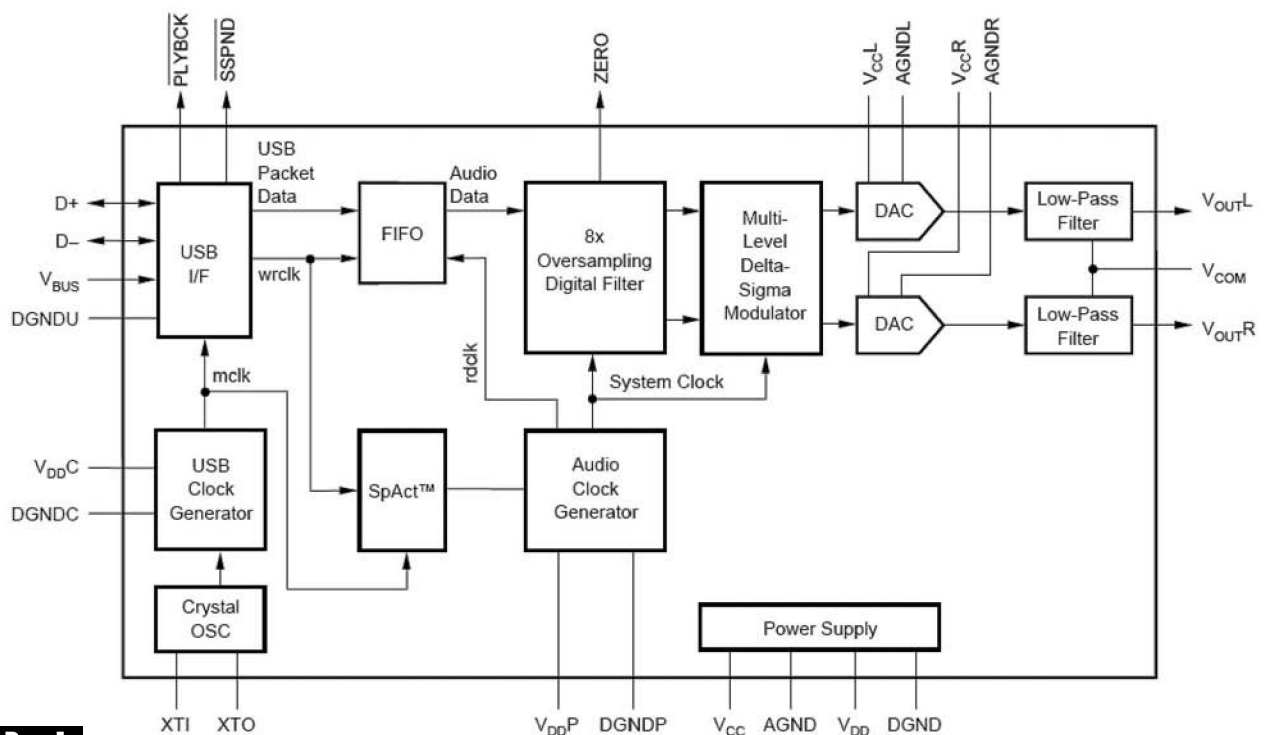 PLYBCK
SSPND
ZERO
VCCL
AGNDL
VCCR
AGNDR
USB
Packet
Data
Audio
Data
D+
D–
VBUS
DGNDU
USB
I/F
wrclk
FIFO
8x
Oversampling
Digital Filter
Multi-
Level
Delta-
Sigma
Modulator
DAC
Low-Pass
Filter
VOUTL
VCOM
DAC
Low-Pass
Filter
VOUTR
mclk
rdclk
System Clock
VDDC
DGNDC
USB
Clock
Generator
SpAct™
Audio
Clock
Generator
Crystal
OSC
Power Supply
XTI
XTO
VDDP
DGNDP
VCC
AGND
VDD
DGND